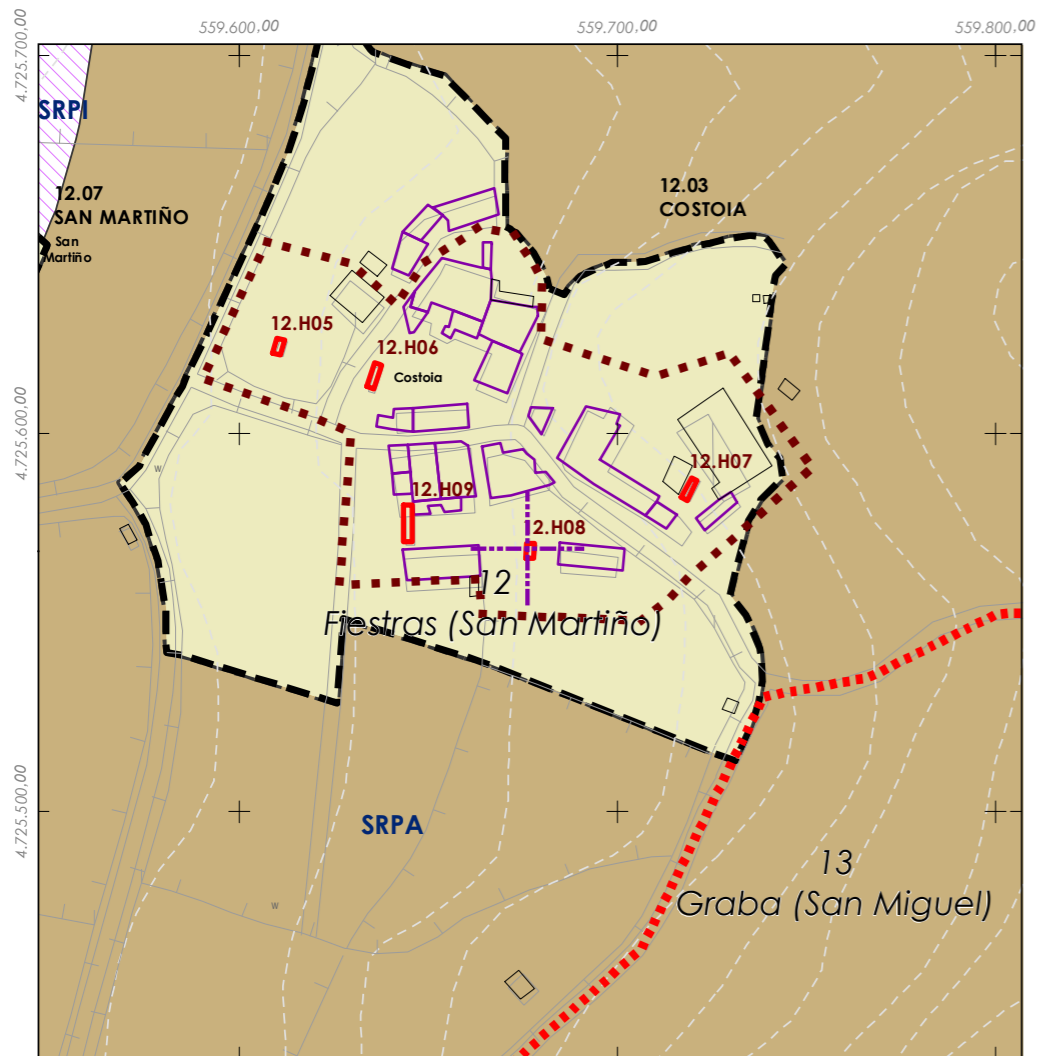 559.600,00
559.700,00
559.800,00
4.725.700,00
SRPI
12.07
SAN MARTIÑO
San
Martiño
12.03
COSTOIA
12.H05
12.H06
Costoia
4.725.600,00
W
12.H07
12.H09
2.H08
12
Fiestras (San Martiño)
4.725.500,00
SRPA
13
Graba (San Miguel)
W